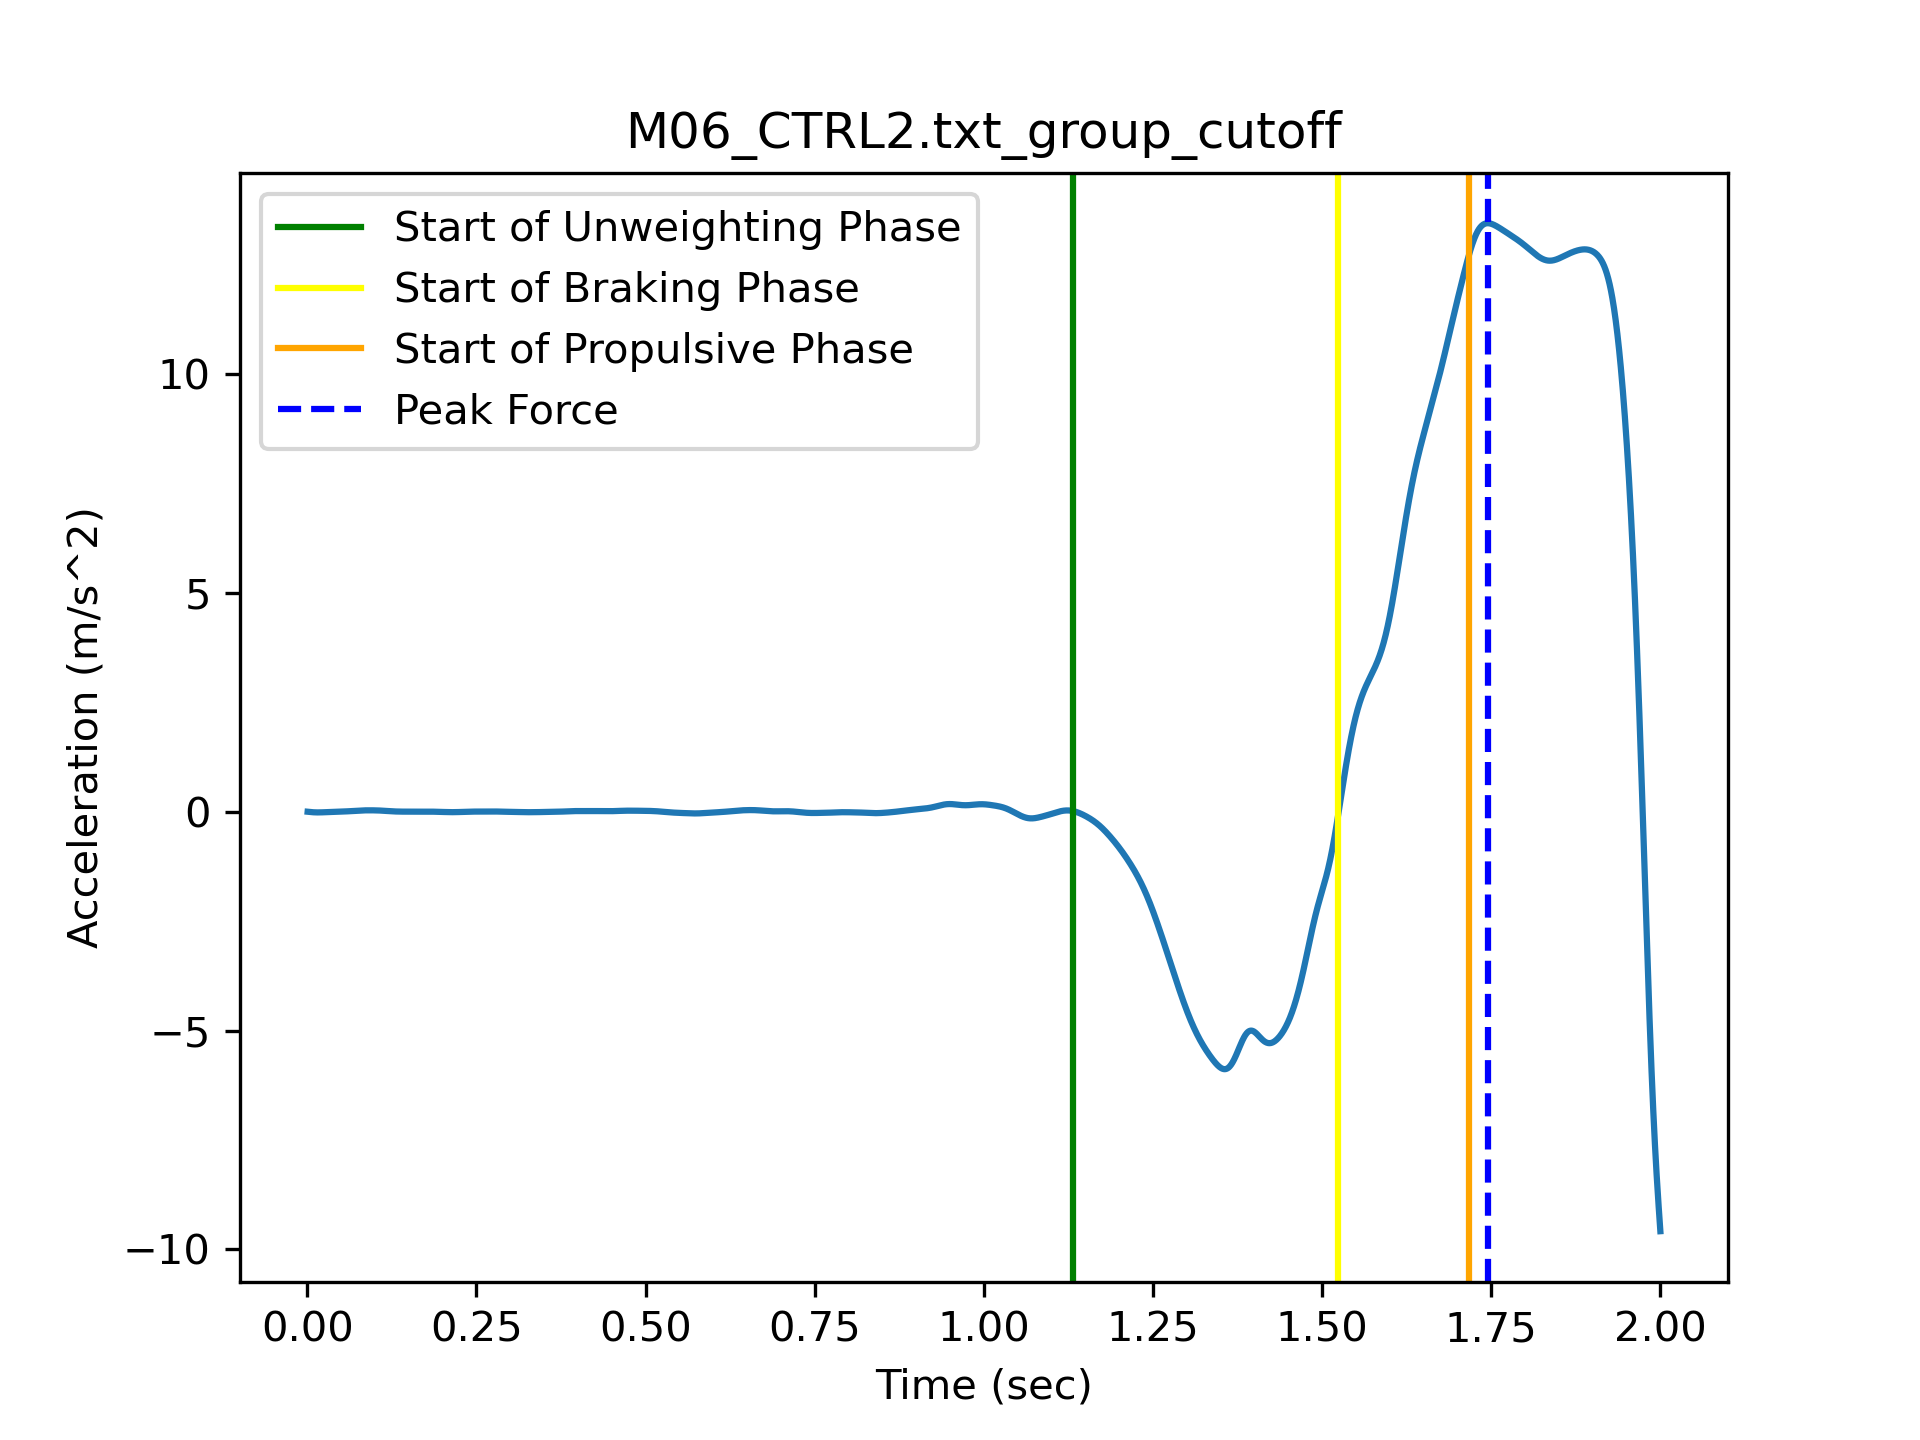 M06_CTRL2.txt_group_cutoff
Start of Unweighting Phase
Start of Braking Phase
Start of Propulsive Phase
Peak Force
10
5
0
−5
−10
Acceleration (m/s^2)
0.00 0.25 0.50 0.75 1.00 1.25 1.50 1.75 2.00
Time (sec)